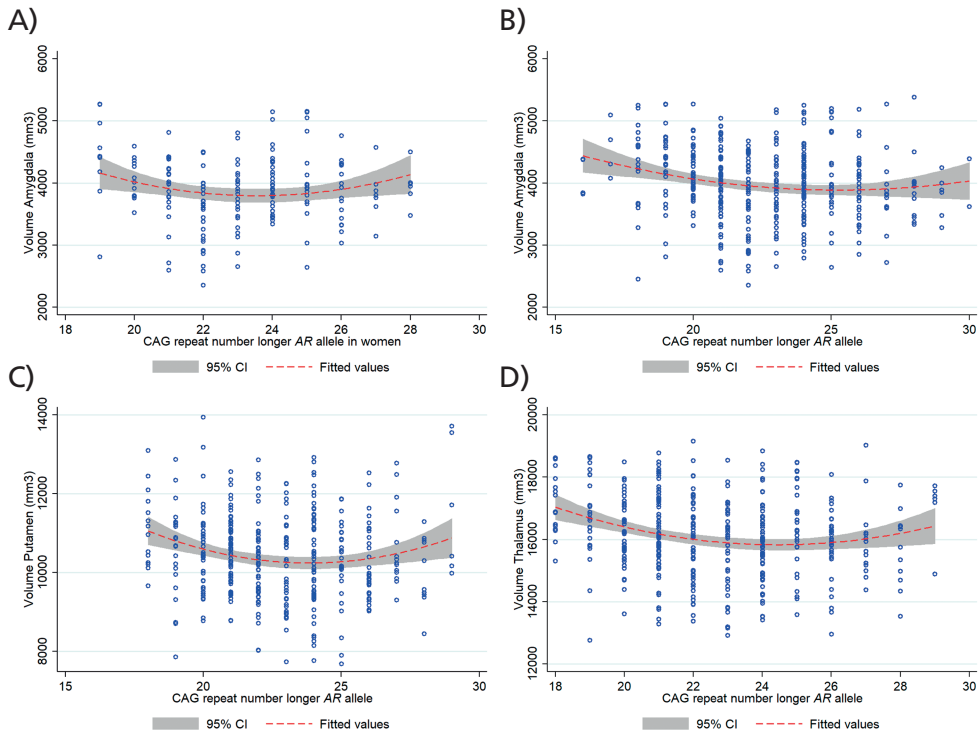 A)
B)
Volume Amygdala (mm3)
6000
5000
4000
3000
2000
18
20
22
24
26
28
30
CAG repeat number longer AR allele in women
95% CI
Fitted values
Volume Amygdala (mm3)
6000
5000
4000
3000
2000
15
20
25
30
CAG repeat number longer AR allele
95% CI
Fitted values
C)
D)
Volume Putamen (mm3)
14000
12000
10000
8000
15
20
25
30
CAG repeat number longer AR allele
95% CI
Fitted values
Volume Thalamus (mm3)
20000
18000
16000
14000
12000
18
20
22
24
26
28
30
CAG repeat number longer AR allele
95% CI
Fitted values